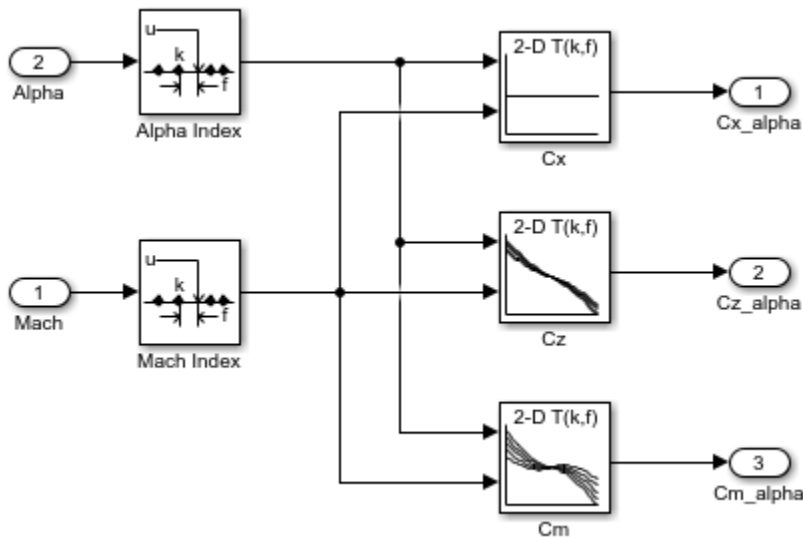 2
Alpha
u
k
f
Alpha Index
2-D T(k,f)
Cx
1
Cx_alpha
1
Mach
u
k
f
Mach Index
2-D T(k,f)
Cz
2
Cz_alpha
2-D T(k,f)
Cm
3
Cm_alpha